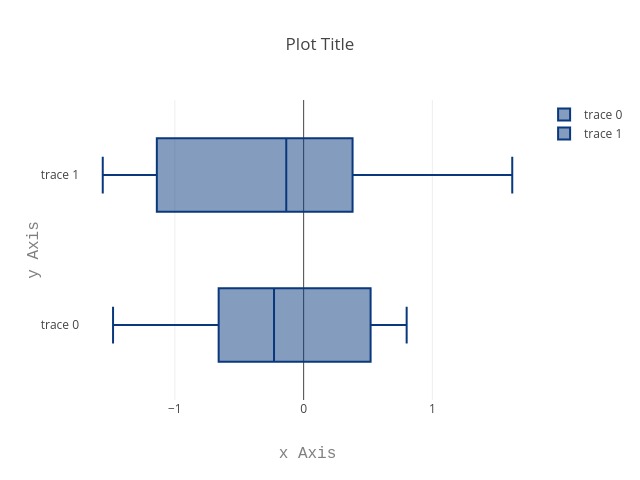 Plot Title
trace 0
trace 1
trace 1
trace 0
y Axis
−1
0
1
x Axis